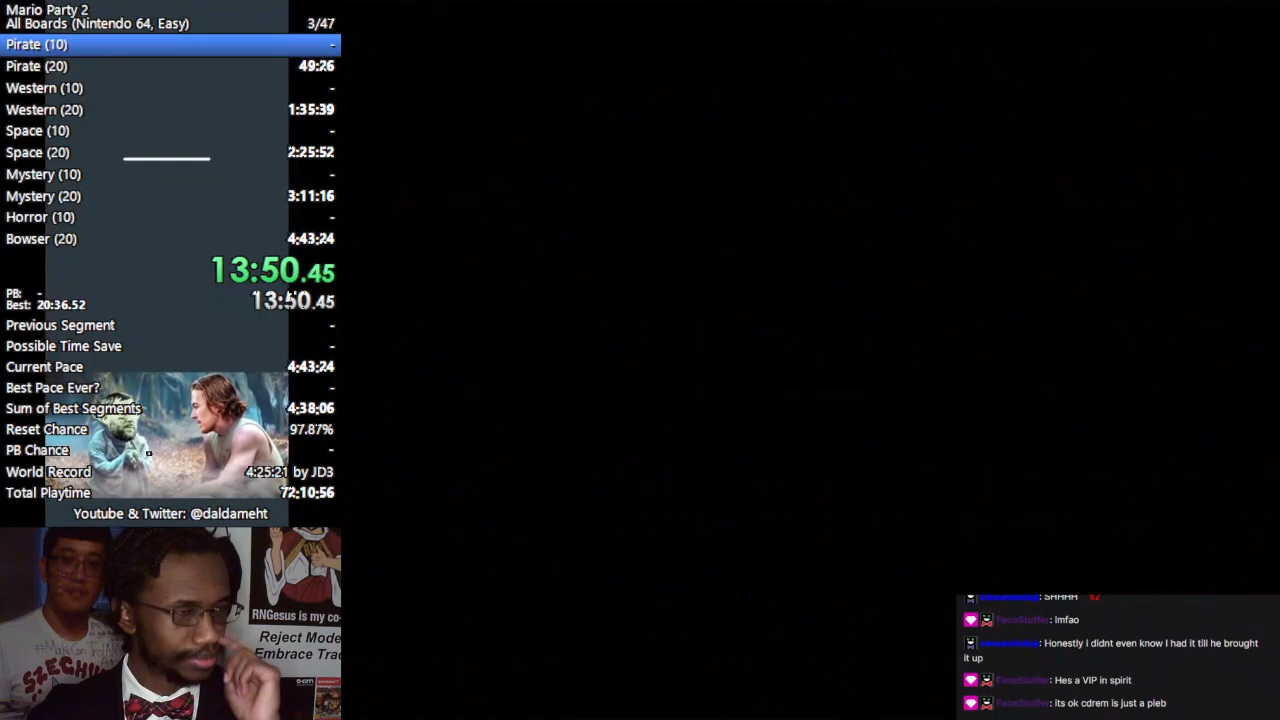 Mario Party 2
All Boards (Nintendo 64, Easy) 3/47
Pirate (10) -
Pirate (20) 49:26
Western (10) -
Western (20) 1:35:39
Space (10) -
Space (20) 2:25:52
Mystery (10) -
Mystery (20) 3:11:16
Horror (10) -
Bowser (20) 4:43:24
13:50.45
PB: -
Best: 20:36.52 13:50.45
Previous Segment -
Possible Time Save -
Current Pace 4:43:24
Best Pace Ever? -
Sum of Best Segments 4:38:06
Reset Chance 97.87%
PB Chance -
World Record 4:25:21 by JD3
Total Playtime 72:10:56
Youtube & Twitter: @daldameht
RNGesus is my co-
Reject Mode
Embrace Trad
: SHHHH x2
FaceStuffer: lmfao
: Honestly i didnt even know I had it till he brought
it up
FaceStuffer: Hes a VIP in spirit
FaceStuffer: its ok cdrem is just a pleb